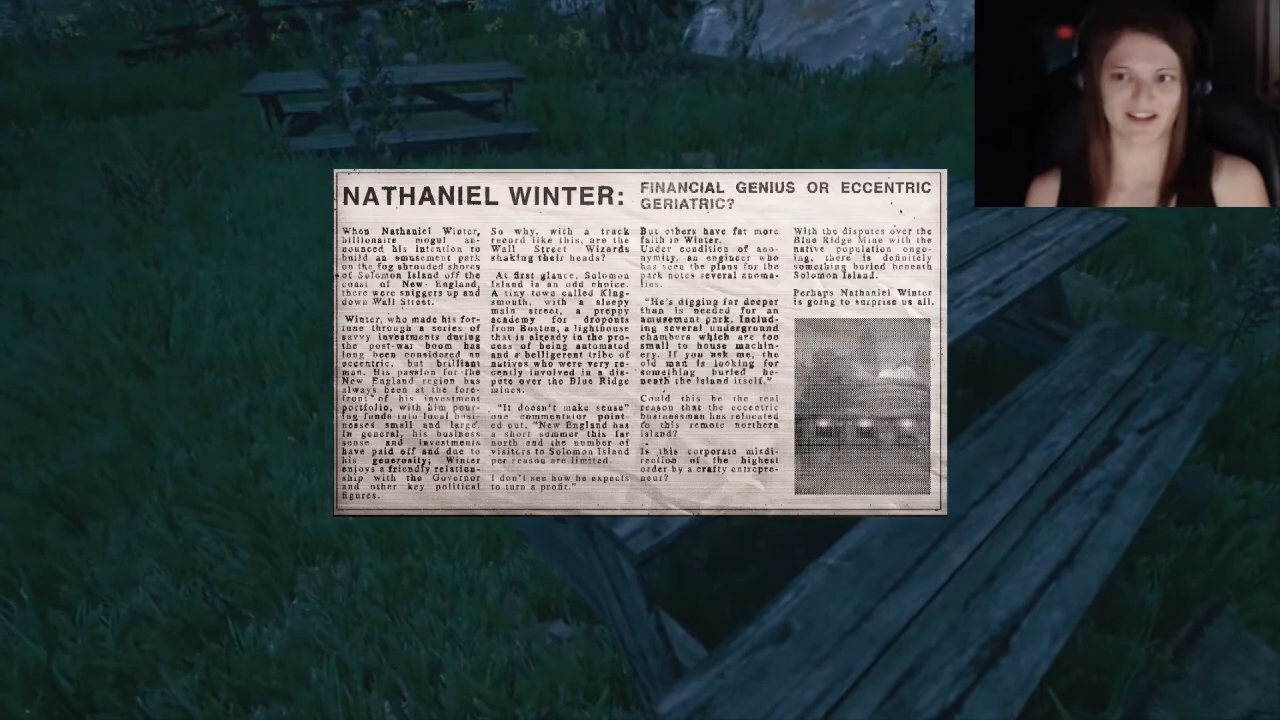 NATHANIEL WINTER:
FINANCIAL GENIUS OR ECCENTRIC
GERIATRIC?
When Nathaniel Winter,
billionaire mogul an-
nounced his intention to
build an amusement park
on the fog shrouded shores
of Solomon Island off the
coast of New- England,
there were sniggers up and
down Wall Street.
Winter, who made his for-
tune through a series of
savvy investments during
the post-war boom has
long been considered an
eccentric, but brilliant
man. His passion for the
New England region has
always been at the fore-
front of his investment
portfolio, with him pour-
ing funds into local busi-
nesses small and large.
In general, his business
sense and investments
have paid off and due to
his generosity; Winter
enjoys a friendly relation-
ship with the Governor
and other key political
figures.
So why, with a track
record like this, are the
Wall Street Wizards
shaking their heads?
At first glance, Solomon
Island is an odd choice.
A tiny town called King-
smouth, with a sleepy
main street, a preppy
academy for dropouts
from Boston, a lighthouse
that is already in the pro-
cess of being automated
and a belligerent tribe of
natives who were very re-
cently involved in a dis-
pute over the Blue Ridge
mines.
"It doesn't make sense"
one commentator point-
ed out, "New England has
a short summer this far
north and the number of
visitors to Solomon Island
per reason are limited
I don't see how he expects
to turn a profit."
But others have far more
faith in Winter.
Under condition of ano-
nymity, an engineer who
has seen the plans for the
park notes several anoma-
lies.
"He's digging far deeper
than is needed for an
amusement park. Includ-
ing several underground
chambers which are too
small to house machin-
ery. If you ask me, the
old man is looking for
something buried be-
neath the island itself."
Could this be the real
reason that the eccentric
businessman has relocated
to this remote northern
island?
Is this corporate misdi-
rection of the highest
order by a crafty entrepre-
neur?
With the disputes over the
Blue Ridge Mine with the
native population ongo-
ing, there is definitely
something buried beneath
Solomon Island.
Perhaps Nathaniel Winter
is going to surprise us all.